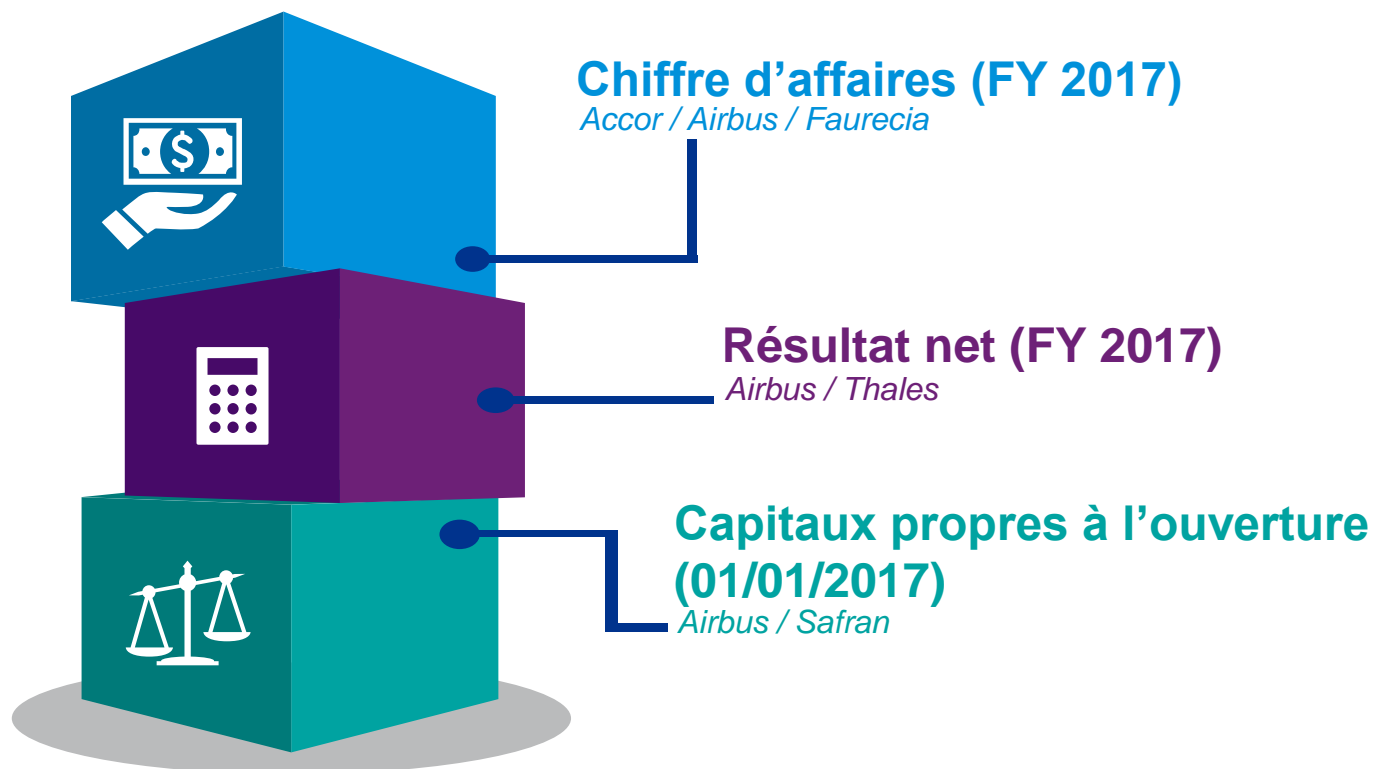 Chiffre d’affaires (FY 2017)
Accor / Airbus / Faurecia
$
Résultat net (FY 2017)
Airbus / Thales
Capitaux propres à l’ouverture
(01/01/2017)
Airbus / Safran